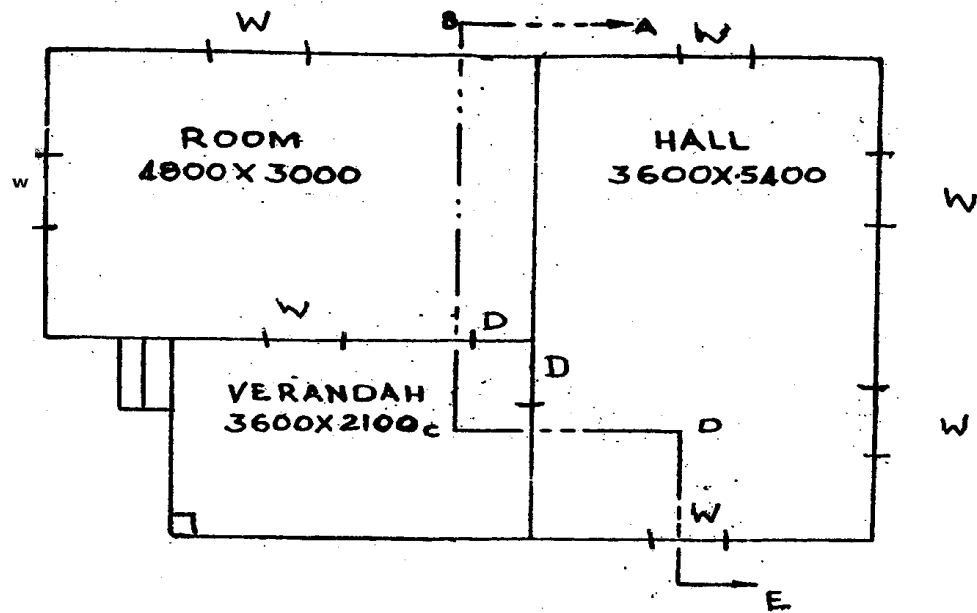 W
B
A
W
ROOM
4800 X 3000
HALL
3600X5400
w
W
W
D
D
VERANDAH
3600X2100
C
D
W
W
E